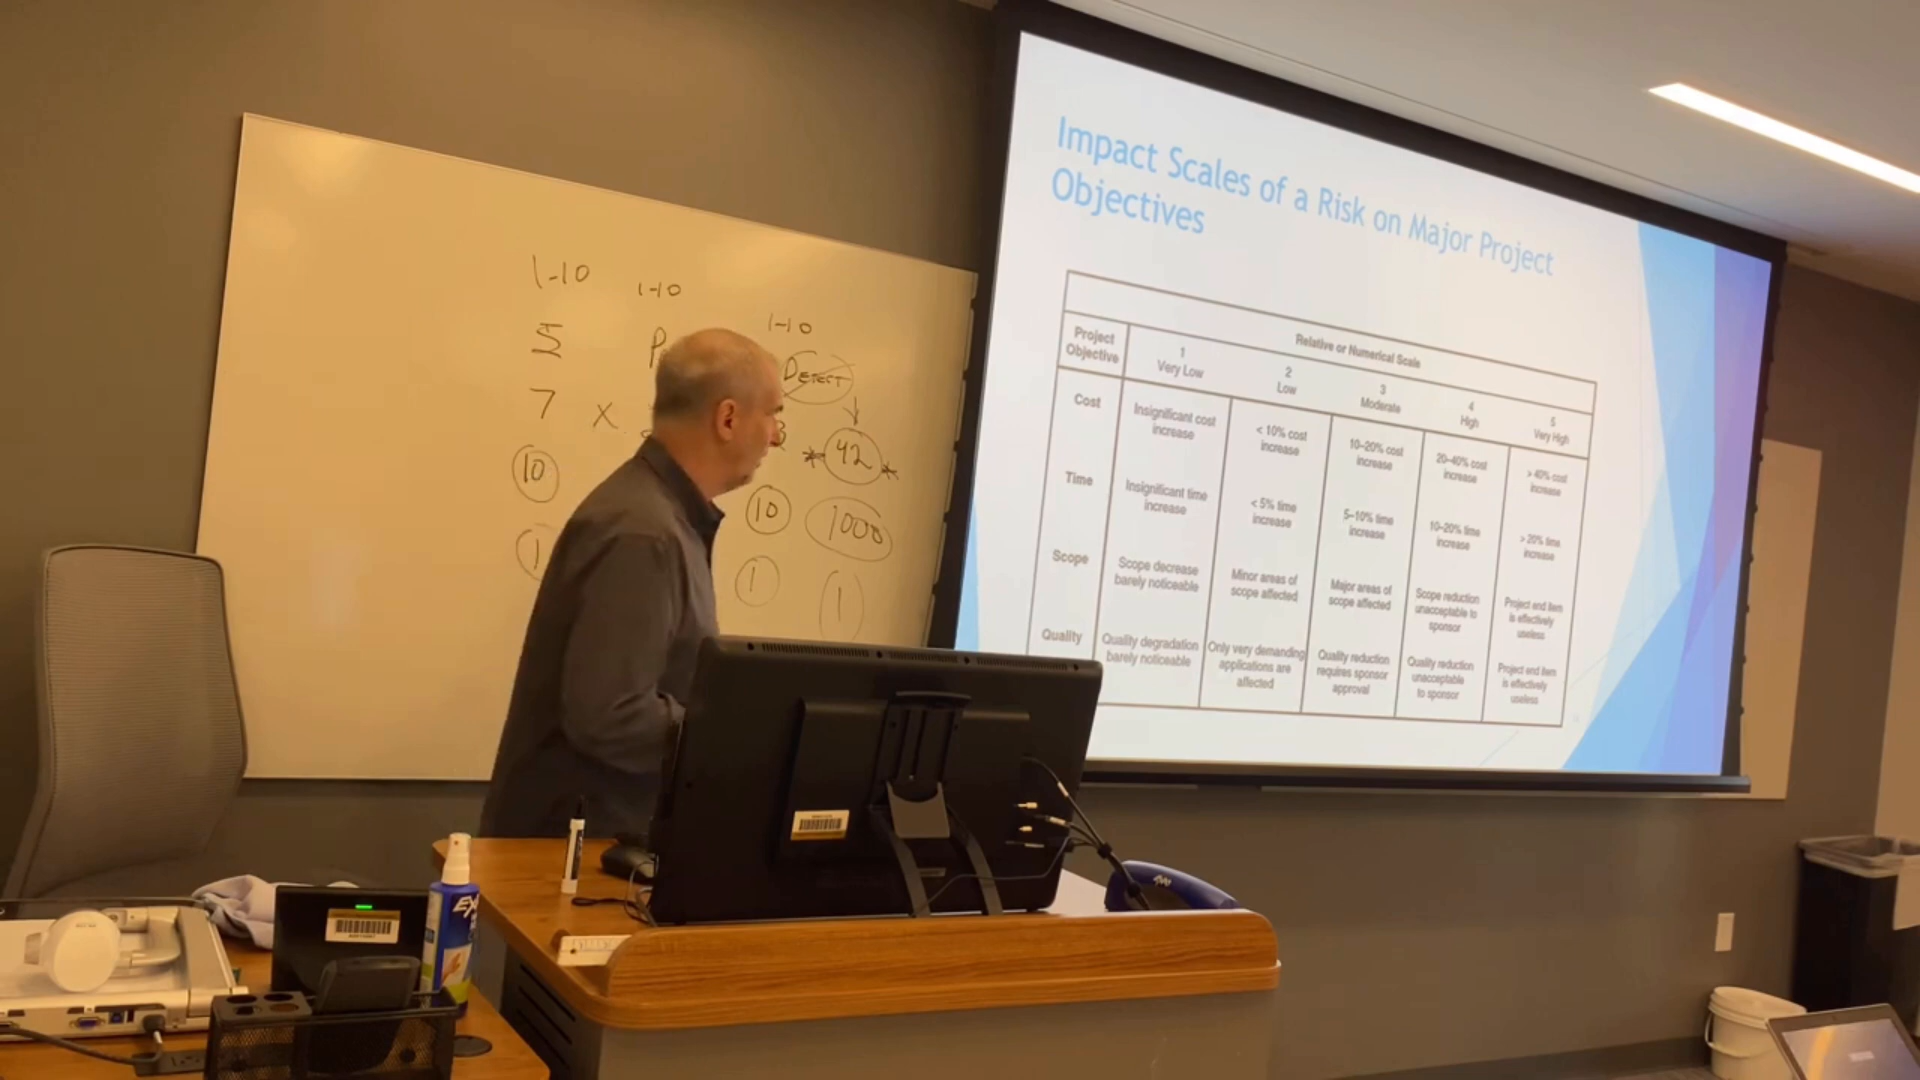 1-10
1-10
1-10
S
DETECT
7
X
3
*42*
10
10
1000
1
1
1
Impact Scales of a Risk on Major Project
Objectives
Relative or Numerical Scale
Project
Objective
1
Very Low
2
Low
3
Moderate
4
High
5
Very High
Cost
Insignificant cost
increase
< 10% cost
increase
10–20% cost
increase
20–40% cost
increase
> 40% cost
increase
Time
Insignificant time
increase
< 5% time
increase
5–10% time
increase
10–20% time
increase
> 20% time
increase
Scope
Scope decrease
barely noticeable
Minor areas of
scope affected
Major areas of
scope affected
Scope reduction
unacceptable to
sponsor
Project end item
is effectively
useless
Quality
Quality degradation
barely noticeable
Only very demanding
applications are
affected
Quality reduction
requires sponsor
approval
Quality reduction
unacceptable
to sponsor
Project end item
is effectively
useless